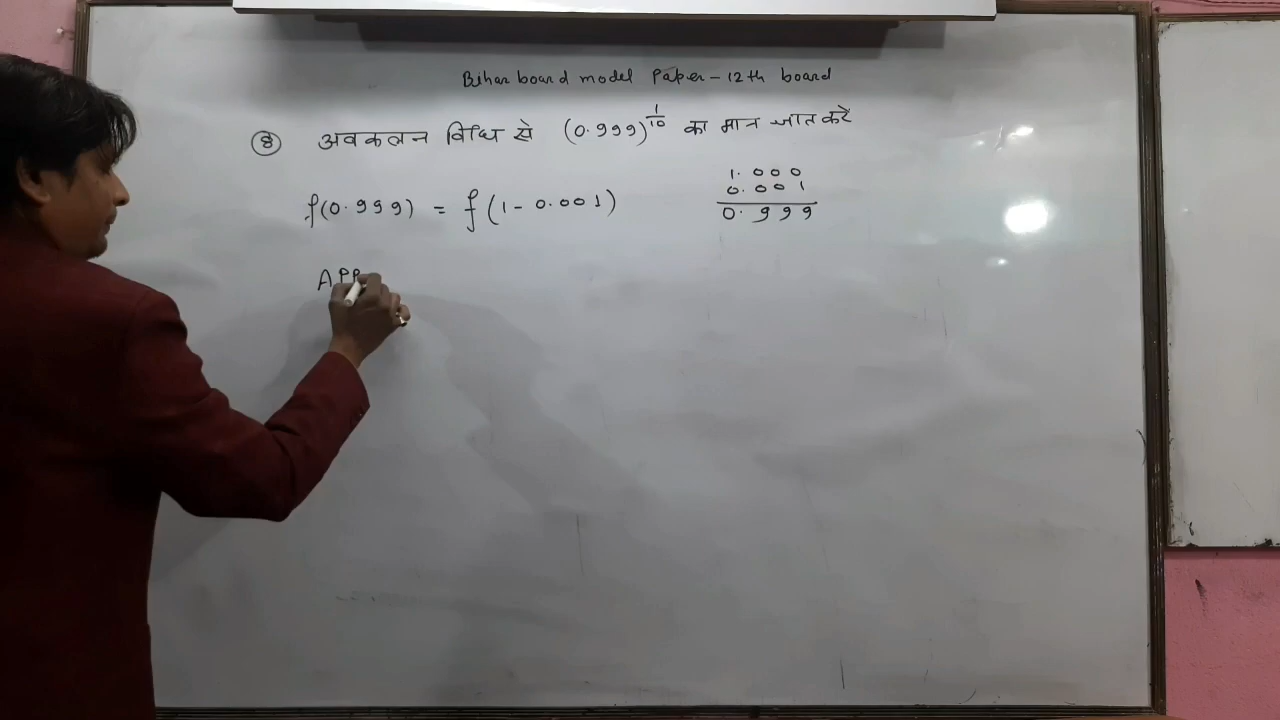 Bihar board model Paper - 12th board
(8) अवकलन विधि से (0.999)^1/10 का मान ज्ञात करें
f(0.999) = f(1 - 0.001)
1.000
0.001
0.999
APP